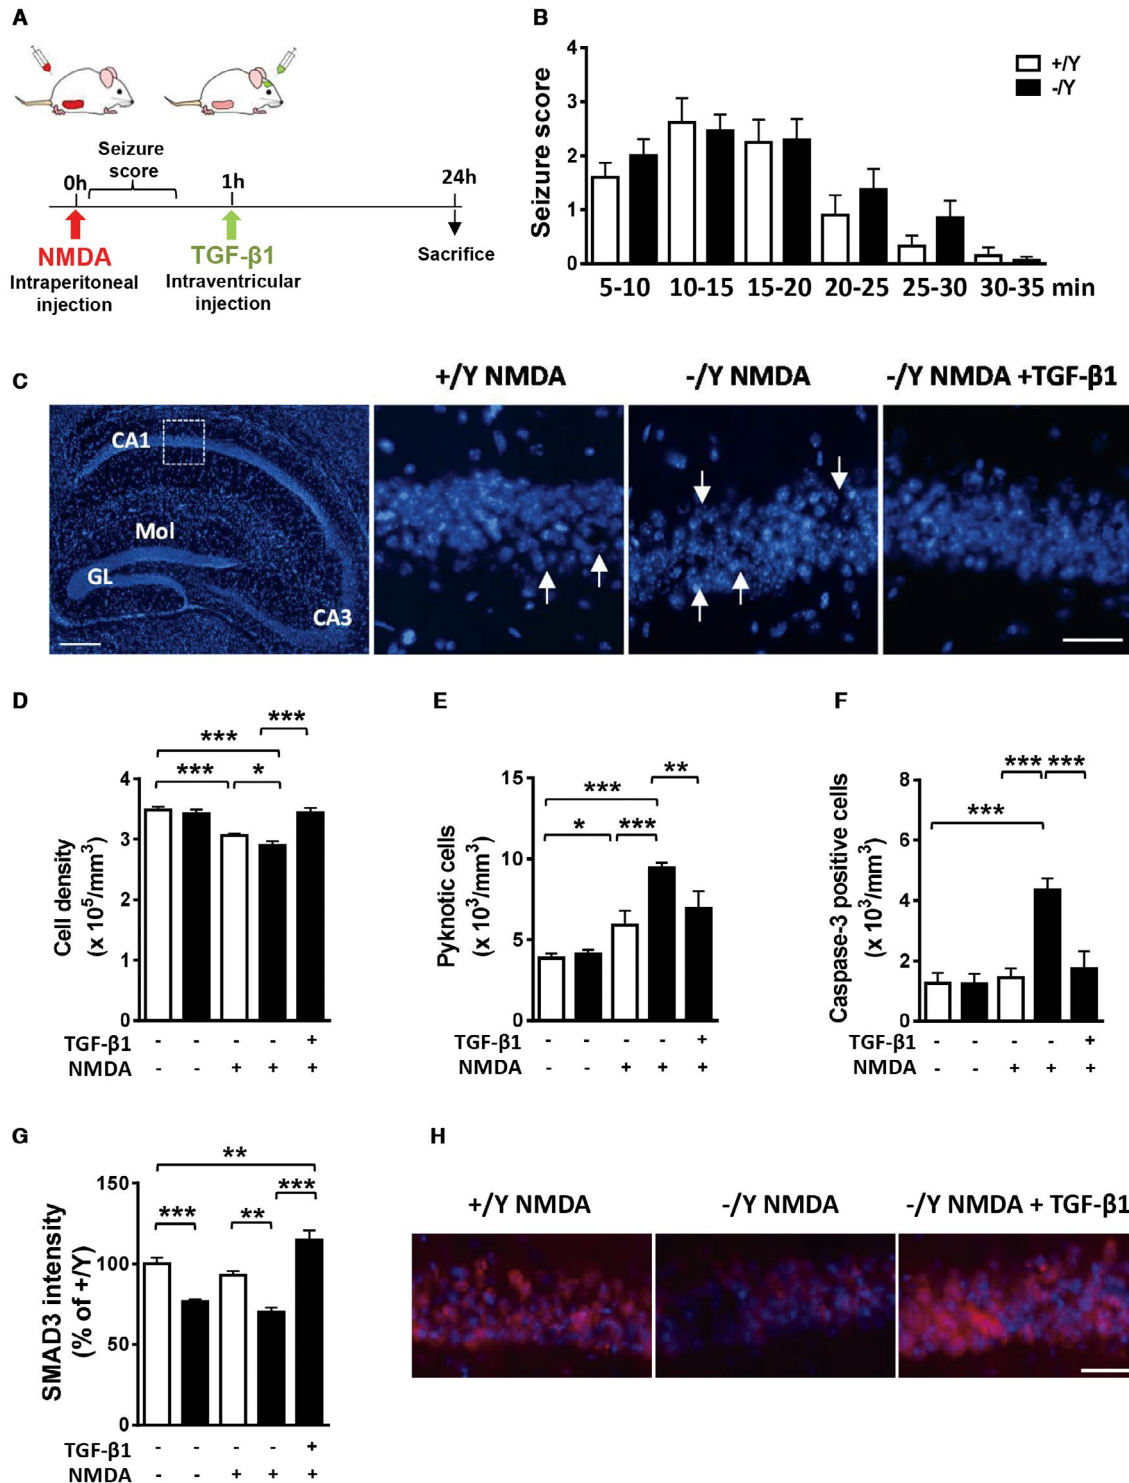 A
Seizure
score
0h
1h
24h
NMDA
TGF-β1
Sacrifice
Intraperitoneal
injection
Intraventricular
injection
B
Seizure score
4
3
2
1
0
+/Y
-/Y
5-10 10-15 15-20 20-25 25-30 30-35 min
C
+/Y NMDA
-/Y NMDA
-/Y NMDA +TGF-β1
CA1
Mol
GL
CA3
D
***
***
***
*
Cell density
(x 10⁵/mm³)
4
3
2
1
0
TGF-β1 - - - - +
NMDA - - + + +
E
**
***
*
***
Pyknotic cells
(x 10³/mm³)
15
10
5
0
TGF-β1 - - - - +
NMDA - - + + +
F
***
***
***
Caspase-3 positive cells
(x 10³/mm³)
8
6
4
2
0
TGF-β1 - - - - +
NMDA - - + + +
G
**
***
***
**
SMAD3 intensity
(% of +/Y)
150
100
50
0
TGF-β1 - - - - +
NMDA - - + + +
H
+/Y NMDA
-/Y NMDA
-/Y NMDA + TGF-β1